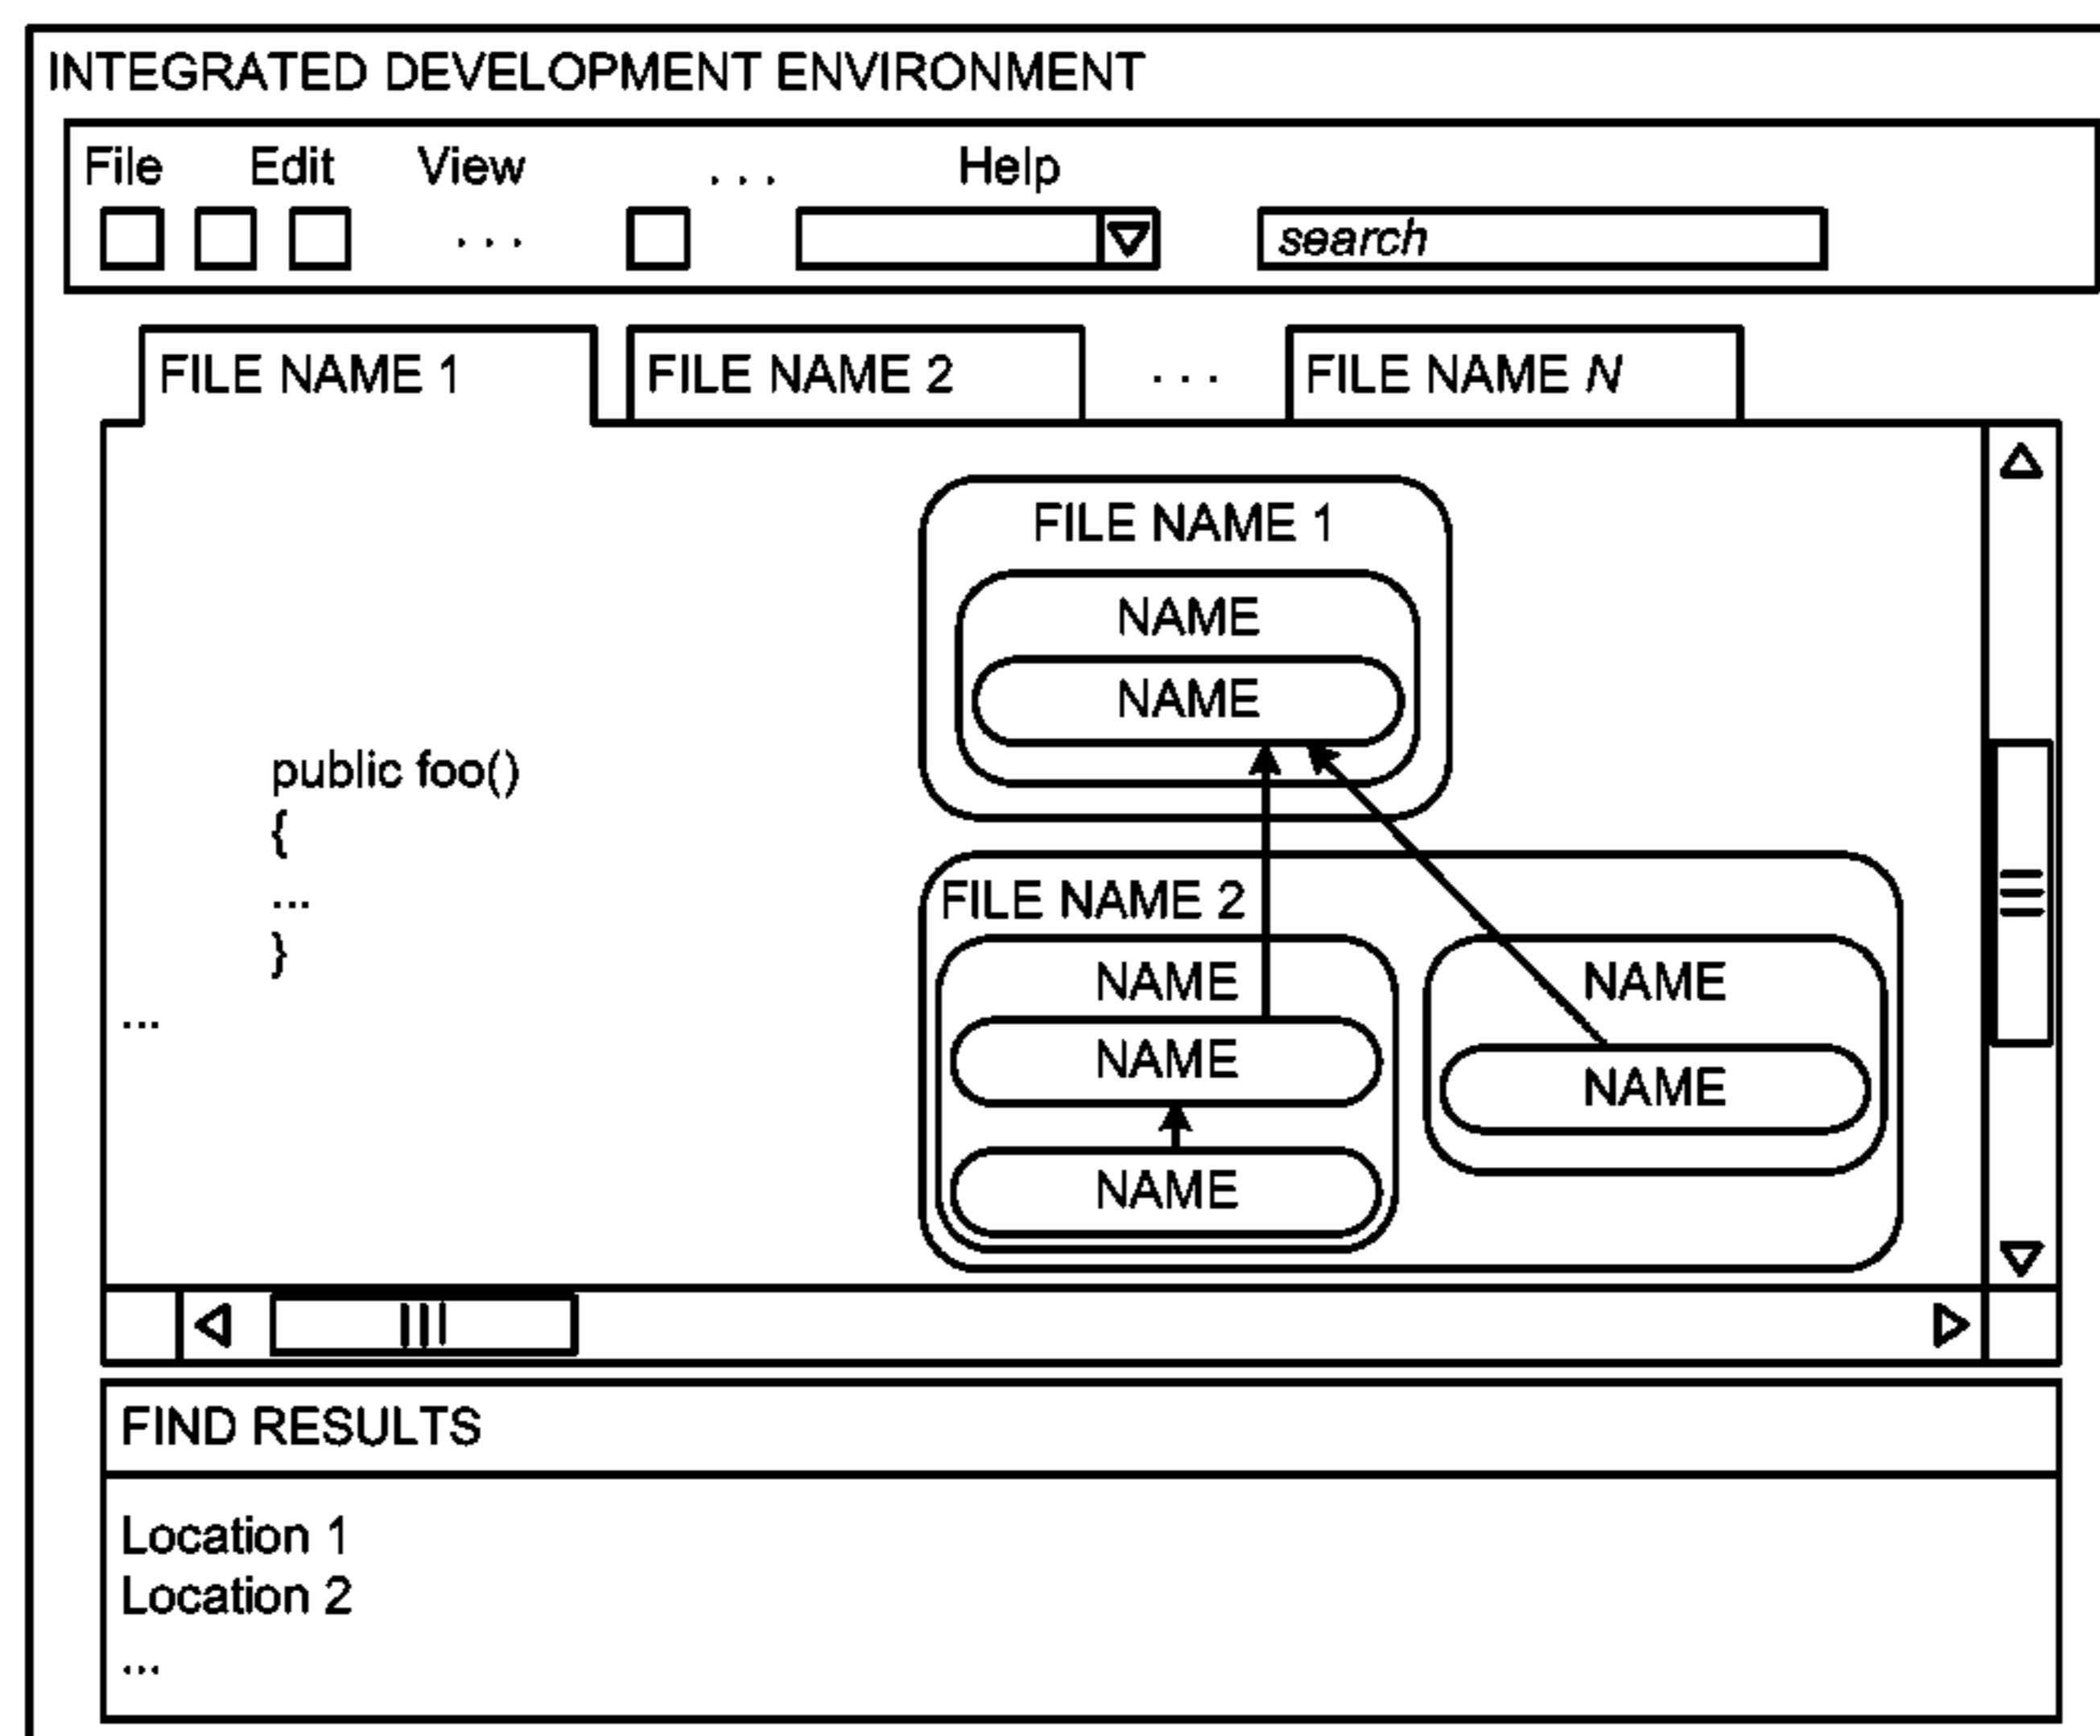 INTEGRATED DEVELOPMENT ENVIRONMENT
File Edit View . . . Help
. . . search
FILE NAME 1 FILE NAME 2 . . . FILE NAME N
FILE NAME 1
NAME
NAME
public foo()
{
...
}
...
FILE NAME 2
NAME
NAME
NAME
NAME
NAME
FIND RESULTS
Location 1
Location 2
...